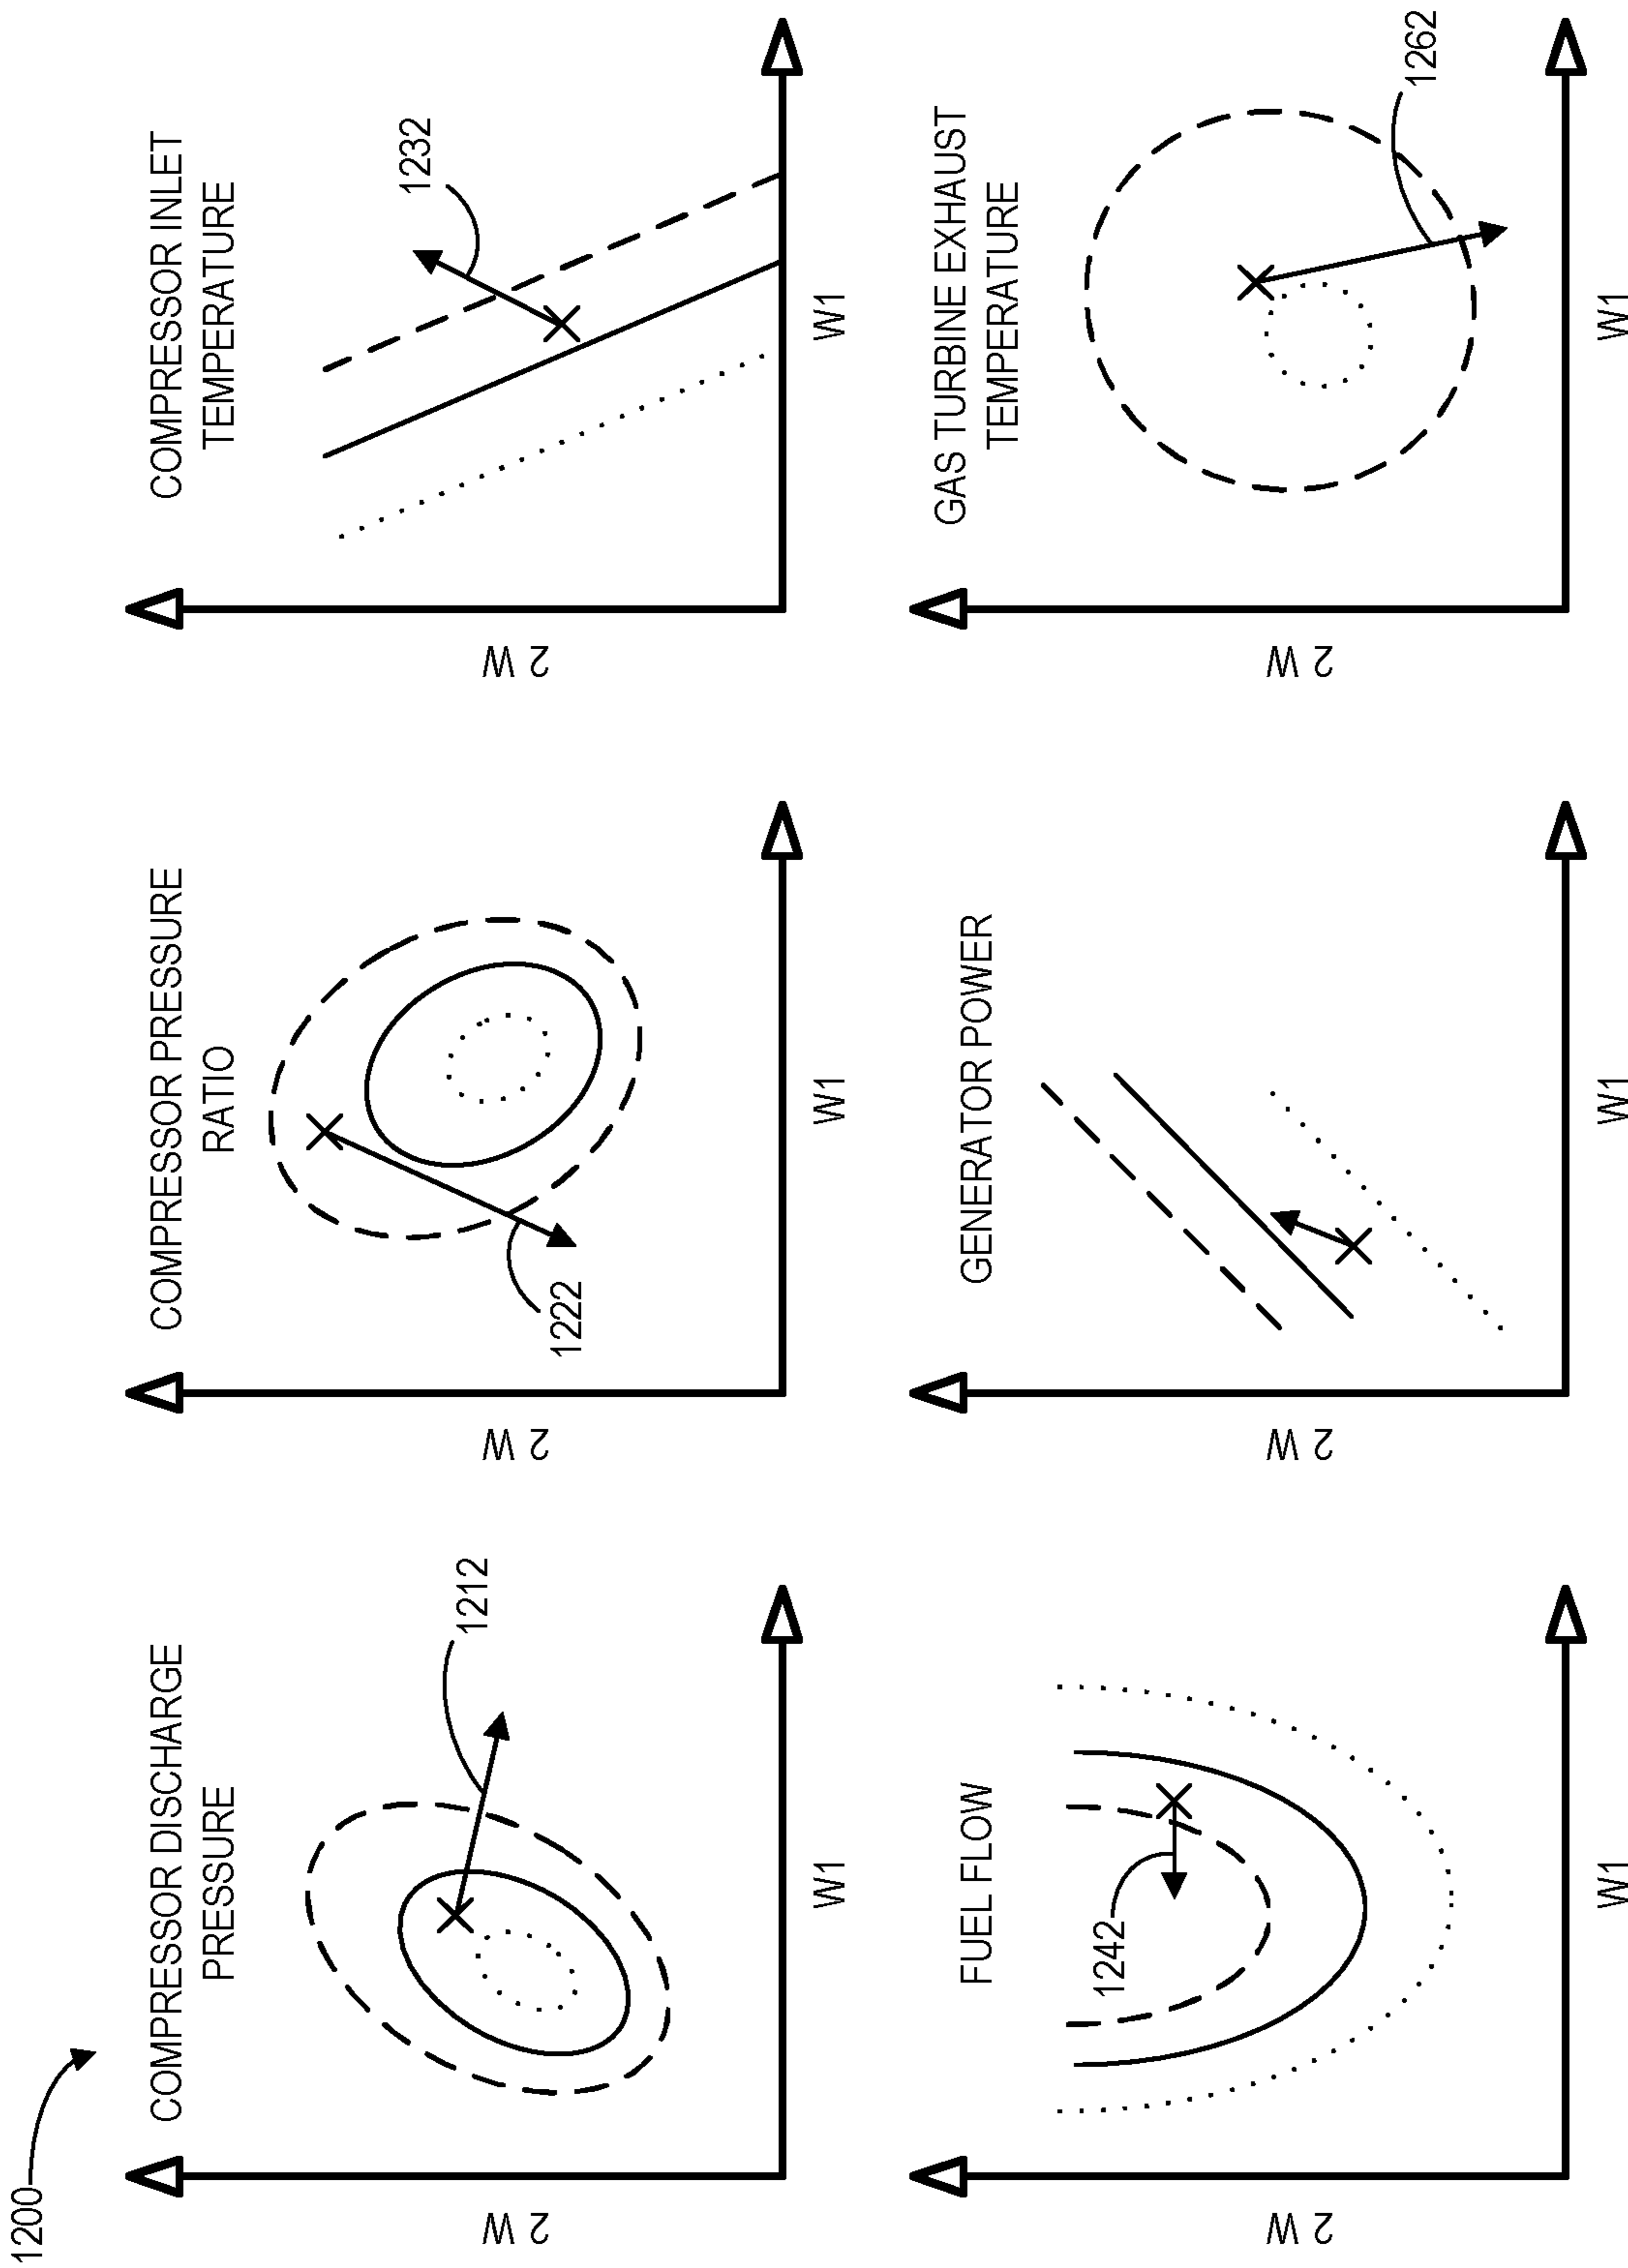 1200
COMPRESSOR DISCHARGE
PRESSURE
2 W
1212
W1
COMPRESSOR PRESSURE
RATIO
2 W
1222
W1
COMPRESSOR INLET
TEMPERATURE
2 W
1232
W1
FUEL FLOW
2 W
1242
W1
GENERATOR POWER
2 W
W1
GAS TURBINE EXHAUST
TEMPERATURE
2 W
1262
W1